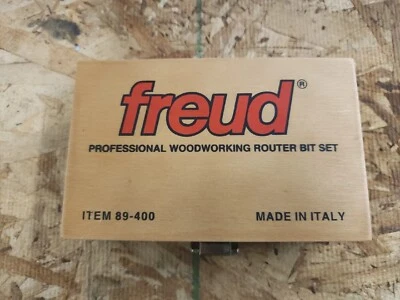 freud®
PROFESSIONAL WOODWORKING ROUTER BIT SET
ITEM 89-400 MADE IN ITALY